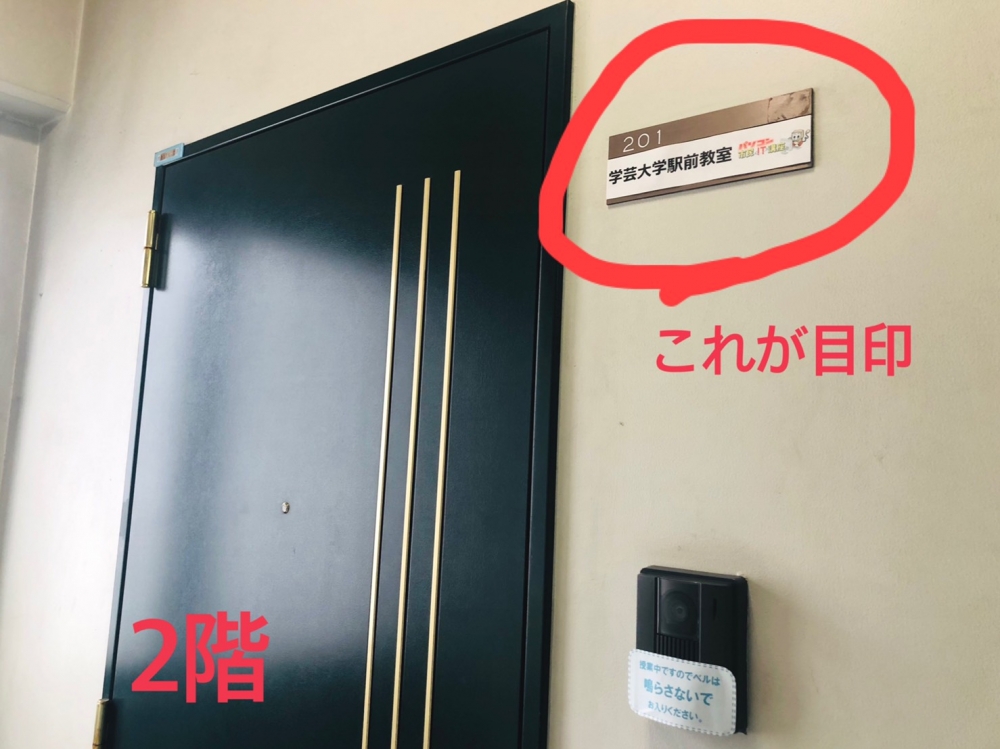 201
学芸大学駅前教室 パソコン
これが目印
2階
授業中ですのでベルは
鳴らさないで
お入りください。